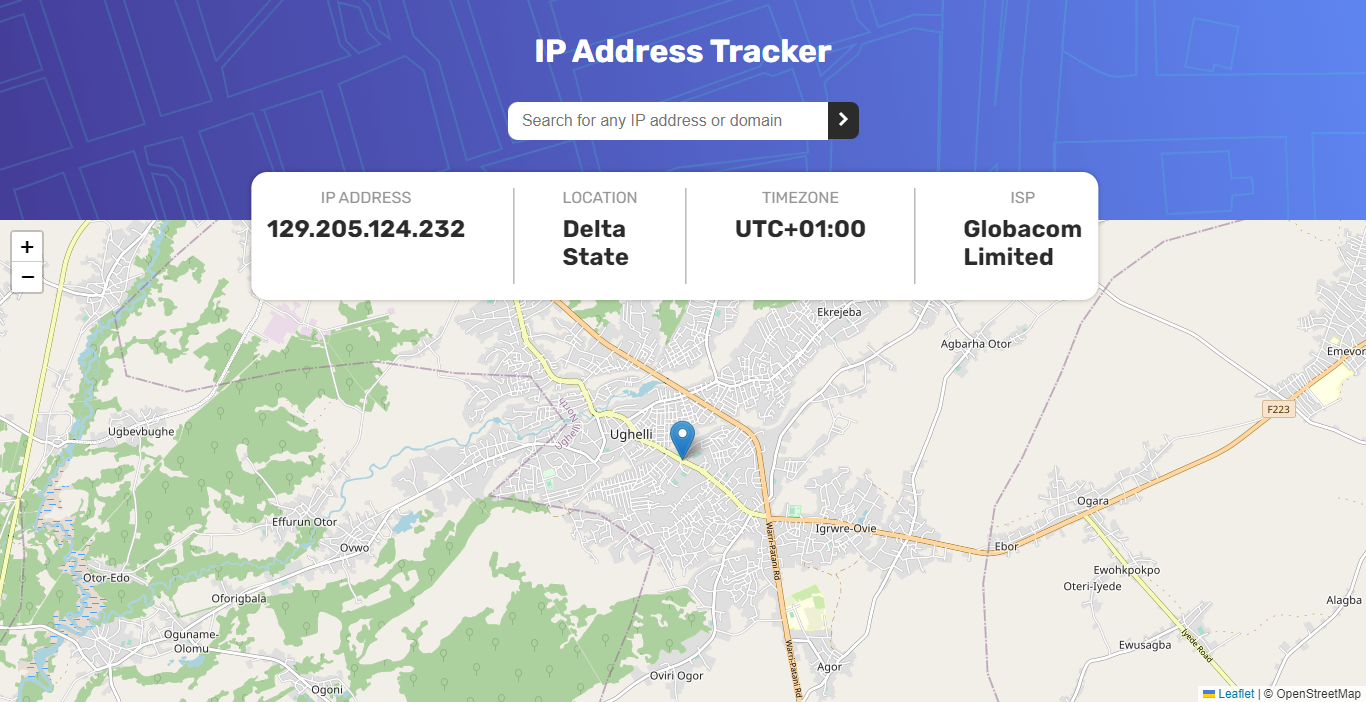 IP Address Tracker
Search for any IP address or domain
IP ADDRESS
129.205.124.232
LOCATION
Delta
State
TIMEZONE
UTC+01:00
ISP
Globacom
Limited
+
−
Ekrejeba
Agbarha Otor
Emevor
F223
Ugbevbughe
Ughelli North
Ughelli
Ughelli
Ogara
Effurun Otor
Igrwre-Ovie
Ovwo
Ebor
Warri-Patani Rd
Otor-Edo
Ewohkpokpo
Oteri-Iyede
Oforigbala
Alagba
Oguname-
Olomu
Iyede Road
Ewusagba
Agor
Warri-Patani Rd
Oviri Ogor
Ogoni
Leaflet | © OpenStreetMap